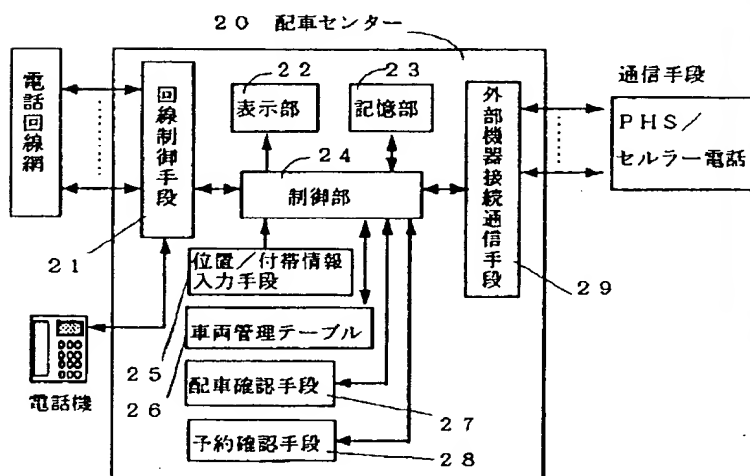 ２０ 配車センター
電話回線網
回線制御手段
２２
表示部
２３
記憶部
２４
制御部
外部機器接続通信手段
通信手段
ＰＨＳ／
セルラー電話
２１
位置／付帯情報
入力手段
車両管理テーブル
配車確認手段
予約確認手段
２５
２６
２７
２８
２９
電話機